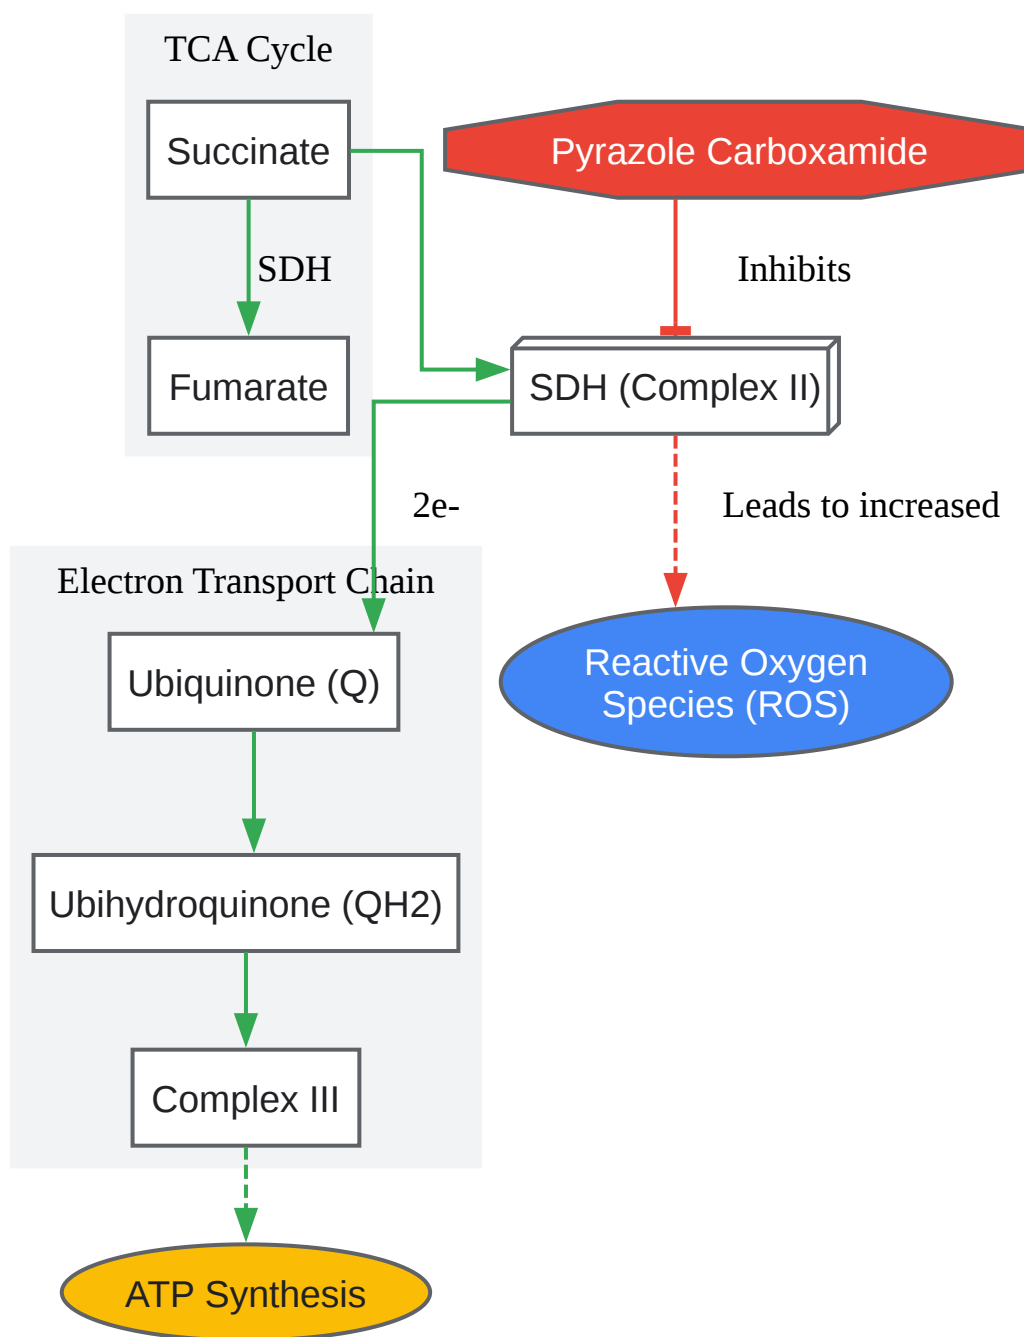 TCA Cycle
Succinate
Pyrazole Carboxamide
SDH
Inhibits
Fumarate
SDH (Complex II)
2e-
Leads to increased
Electron Transport Chain
Ubiquinone (Q)
Reactive Oxygen
Species (ROS)
Ubihydroquinone (QH2)
Complex III
ATP Synthesis